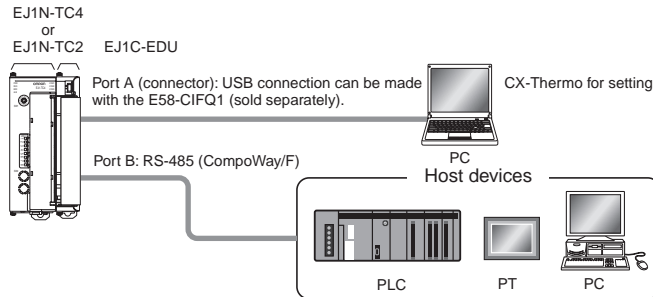 EJ1N-TC4
or
EJ1N-TC2
EJ1C-EDU
Port A (connector): USB connection can be made
with the E58-CIFQ1 (sold separately).
CX-Thermo for setting
PC
Port B: RS-485 (CompoWay/F)
Host devices
PLC
PT
PC